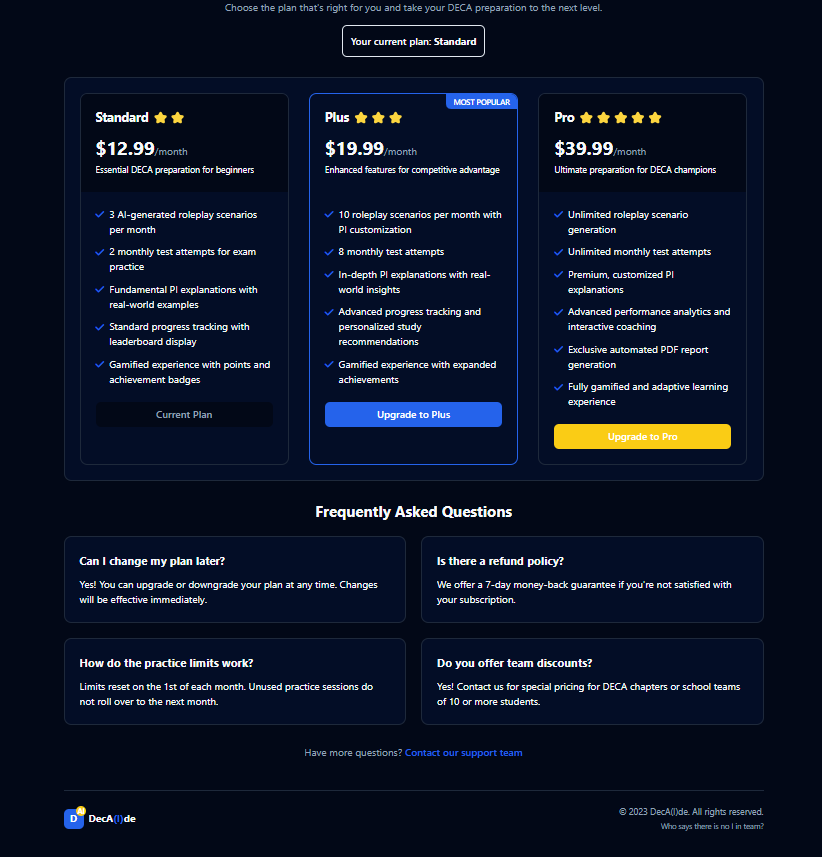 Choose the plan that's right for you and take your DECA preparation to the next level.
Your current plan: Standard
Standard
$12.99/month
Essential DECA preparation for beginners
3 AI-generated roleplay scenarios
per month
2 monthly test attempts for exam
practice
Fundamental PI explanations with
real-world examples
Standard progress tracking with
leaderboard display
Gamified experience with points and
achievement badges
Current Plan
MOST POPULAR
Plus
$19.99/month
Enhanced features for competitive advantage
10 roleplay scenarios per month with
PI customization
8 monthly test attempts
In-depth PI explanations with real-
world insights
Advanced progress tracking and
personalized study
recommendations
Gamified experience with expanded
achievements
Upgrade to Plus
Pro
$39.99/month
Ultimate preparation for DECA champions
Unlimited roleplay scenario
generation
Unlimited monthly test attempts
Premium, customized PI
explanations
Advanced performance analytics and
interactive coaching
Exclusive automated PDF report
generation
Fully gamified and adaptive learning
experience
Upgrade to Pro
Frequently Asked Questions
Can I change my plan later?
Yes! You can upgrade or downgrade your plan at any time. Changes
will be effective immediately.
Is there a refund policy?
We offer a 7-day money-back guarantee if you're not satisfied with
your subscription.
How do the practice limits work?
Limits reset on the 1st of each month. Unused practice sessions do
not roll over to the next month.
Do you offer team discounts?
Yes! Contact us for special pricing for DECA chapters or school teams
of 10 or more students.
Have more questions? Contact our support team
D
AI
DecA(I)de
© 2023 DecA(I)de. All rights reserved.
Who says there is no I in team?